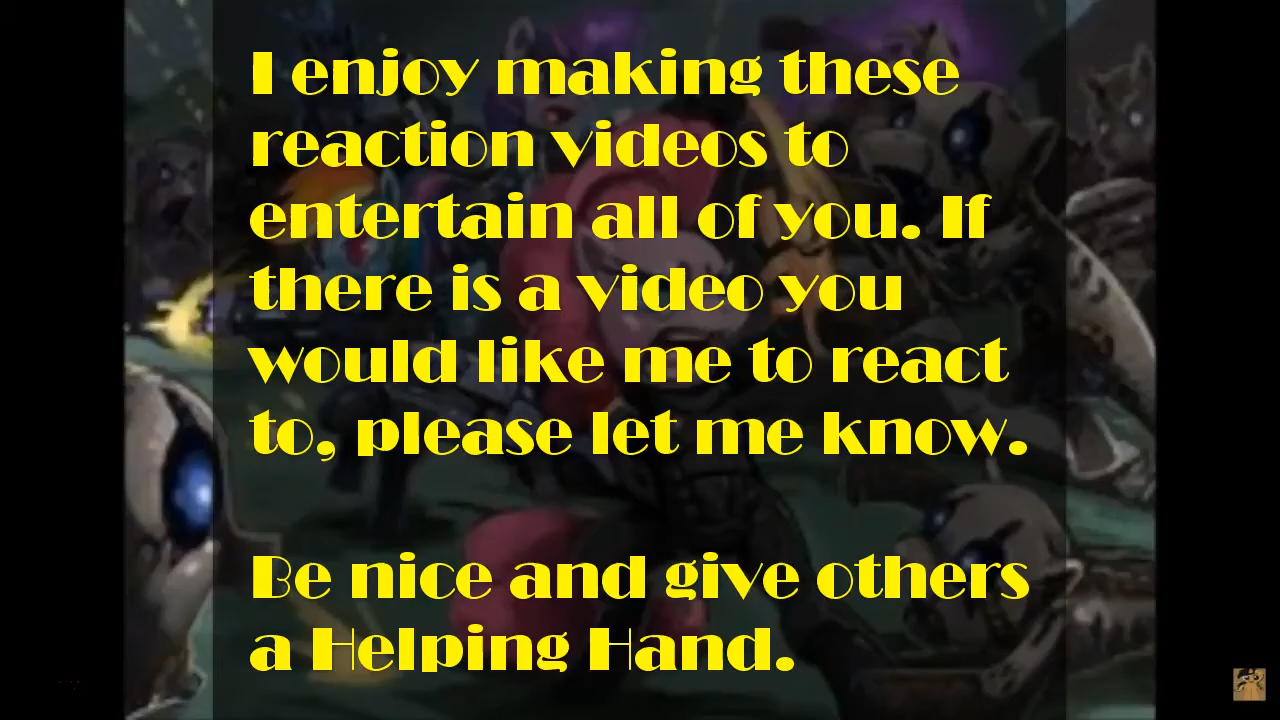 I enjoy making these
reaction videos to
entertain all of you. If
there is a video you
would like me to react
to, please let me know.
Be nice and give others
a Helping Hand.